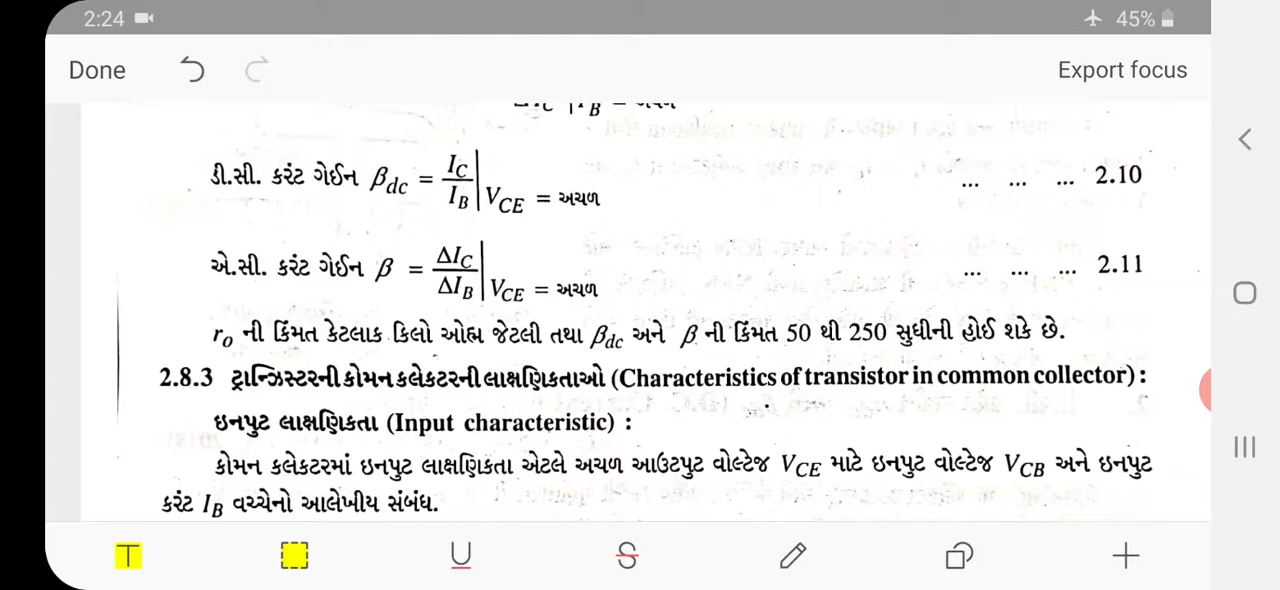 2:24 45%
Done Export focus
ડી.સી. કરંટ ગેઈન βdc = IC/IB | VCE = અચળ ... ... ... 2.10
એ.સી. કરંટ ગેઈન β = ΔIC/ΔIB | VCE = અચળ ... ... ... 2.11
ro ની કિંમત કેટલાક કિલો ઓહ્મ જેટલી તથા βdc અને β ની કિંમત 50 થી 250 સુધીની હોઈ શકે છે.
2.8.3 ટ્રાન્ઝિસ્ટરની કોમન કલેકટરની લાક્ષણિકતાઓ (Characteristics of transistor in common collector) :
ઇનપુટ લાક્ષણિકતા (Input characteristic) :
કોમન કલેકટરમાં ઇનપુટ લાક્ષણિકતા એટલે અચળ આઉટપુટ વોલ્ટેજ VCE માટે ઇનપુટ વોલ્ટેજ VCB અને ઇનપુટ
કરંટ IB વચ્ચેનો આલેખીય સંબંધ.